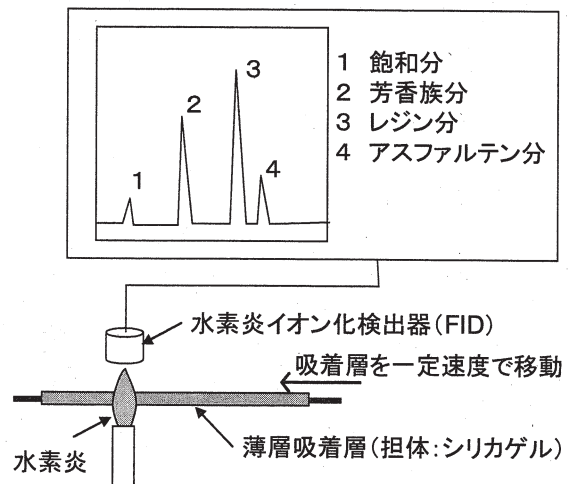 1 飽和分
2 芳香族分
3 レジン分
4 アスファルテン分
1
2
3
4
水素炎イオン化検出器(FID)
吸着層を一定速度で移動
水素炎
薄層吸着層(担体:シリカゲル)